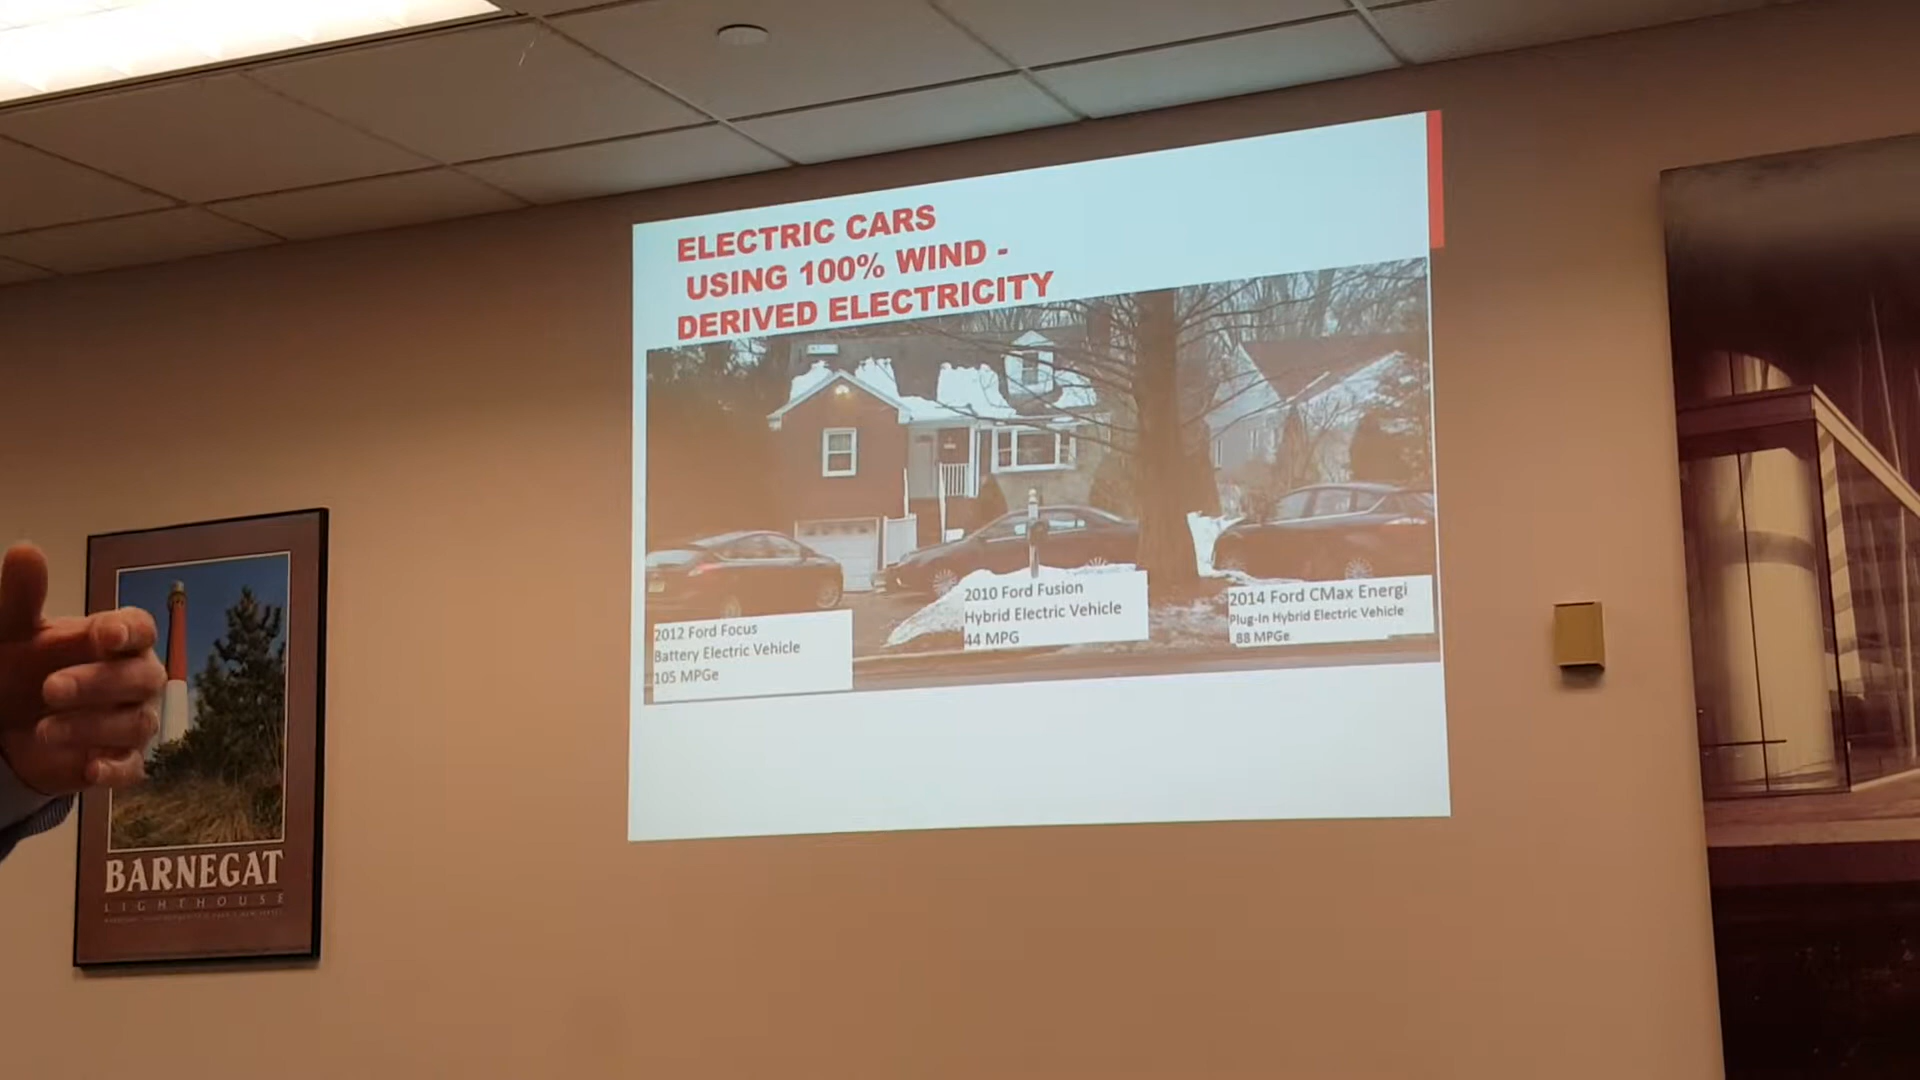 ELECTRIC CARS
USING 100% WIND -
DERIVED ELECTRICITY
2012 Ford Focus
Battery Electric Vehicle
105 MPGe
2010 Ford Fusion
Hybrid Electric Vehicle
44 MPG
2014 Ford CMax Energi
Plug-In Hybrid Electric Vehicle
88 MPGe
BARNEGAT
LIGHTHOUSE